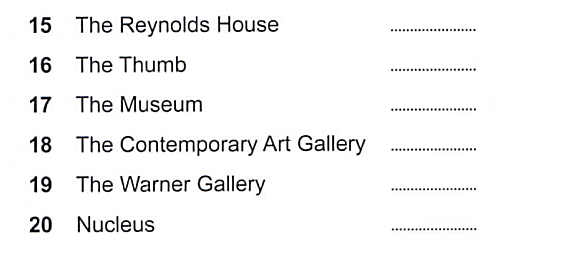 15 The Reynolds House ......................
16 The Thumb ......................
17 The Museum ......................
18 The Contemporary Art Gallery ......................
19 The Warner Gallery ......................
20 Nucleus ......................